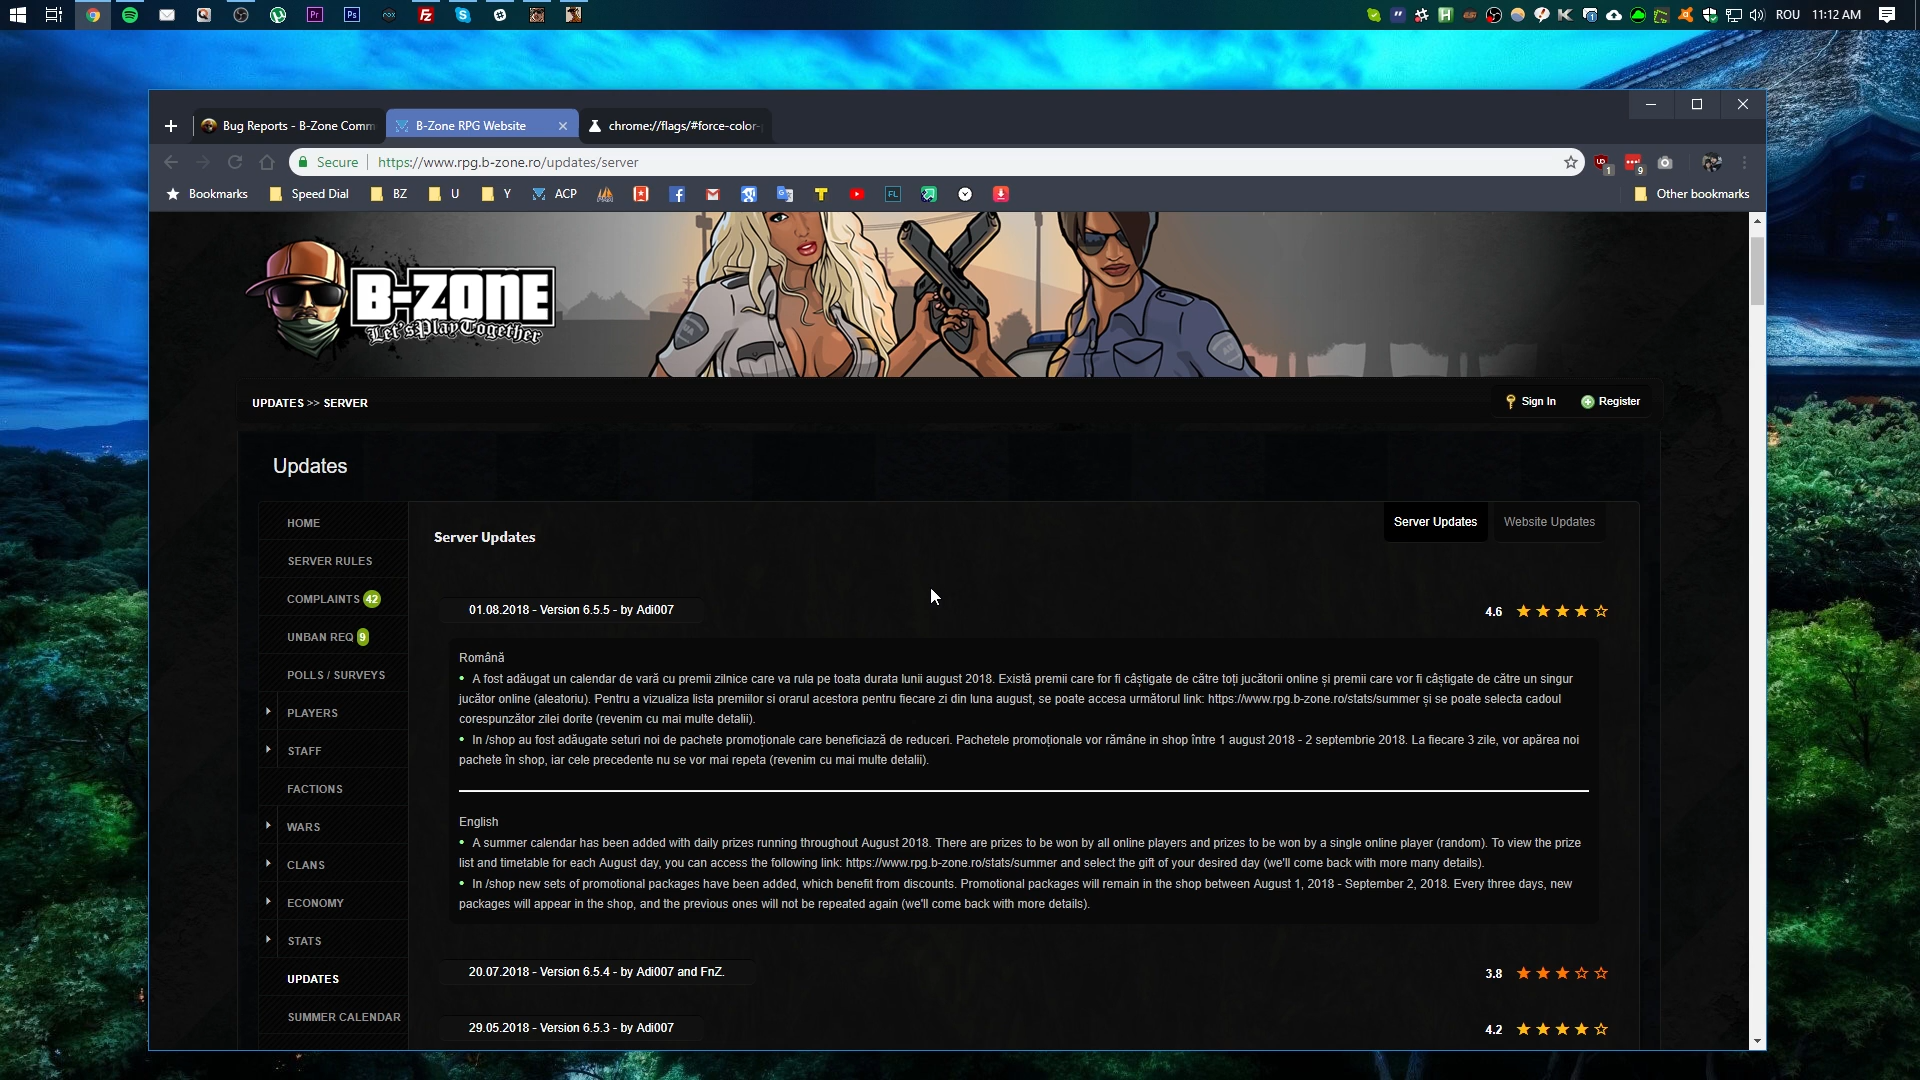 ROU 11:12 AM
Bug Reports - B-Zone Comm
B-Zone RPG Website
chrome://flags/#force-color-
Secure
https://www.rpg.b-zone.ro/updates/server
1
9
Bookmarks
Speed Dial
BZ
U
Y
ACP
FL
Other bookmarks
B-ZONE
Let's Play Together
UPDATES >> SERVER
Sign In
Register
Updates
HOME
SERVER RULES
COMPLAINTS 42
UNBAN REQ 9
POLLS / SURVEYS
PLAYERS
STAFF
FACTIONS
WARS
CLANS
ECONOMY
STATS
UPDATES
SUMMER CALENDAR
Server Updates
Server Updates
Website Updates
01.08.2018 - Version 6.5.5 - by Adi007
4.6
Română
• A fost adăugat un calendar de vară cu premii zilnice care va rula pe toata durata lunii august 2018. Există premii care for fi câștigate de către toți jucătorii online și premii care vor fi câștigate de către un singur
jucător online (aleatoriu). Pentru a vizualiza lista premiilor si orarul acestora pentru fiecare zi din luna august, se poate accesa următorul link: https://www.rpg.b-zone.ro/stats/summer și se poate selecta cadoul
corespunzător zilei dorite (revenim cu mai multe detalii).
• In /shop au fost adăugate seturi noi de pachete promoționale care beneficiază de reduceri. Pachetele promoționale vor rămâne in shop între 1 august 2018 - 2 septembrie 2018. La fiecare 3 zile, vor apărea noi
pachete în shop, iar cele precedente nu se vor mai repeta (revenim cu mai multe detalii).
English
• A summer calendar has been added with daily prizes running throughout August 2018. There are prizes to be won by all online players and prizes to be won by a single online player (random). To view the prize
list and timetable for each August day, you can access the following link: https://www.rpg.b-zone.ro/stats/summer and select the gift of your desired day (we'll come back with more many details).
• In /shop new sets of promotional packages have been added, which benefit from discounts. Promotional packages will remain in the shop between August 1, 2018 - September 2, 2018. Every three days, new
packages will appear in the shop, and the previous ones will not be repeated again (we'll come back with more details).
20.07.2018 - Version 6.5.4 - by Adi007 and FnZ.
3.8
29.05.2018 - Version 6.5.3 - by Adi007
4.2